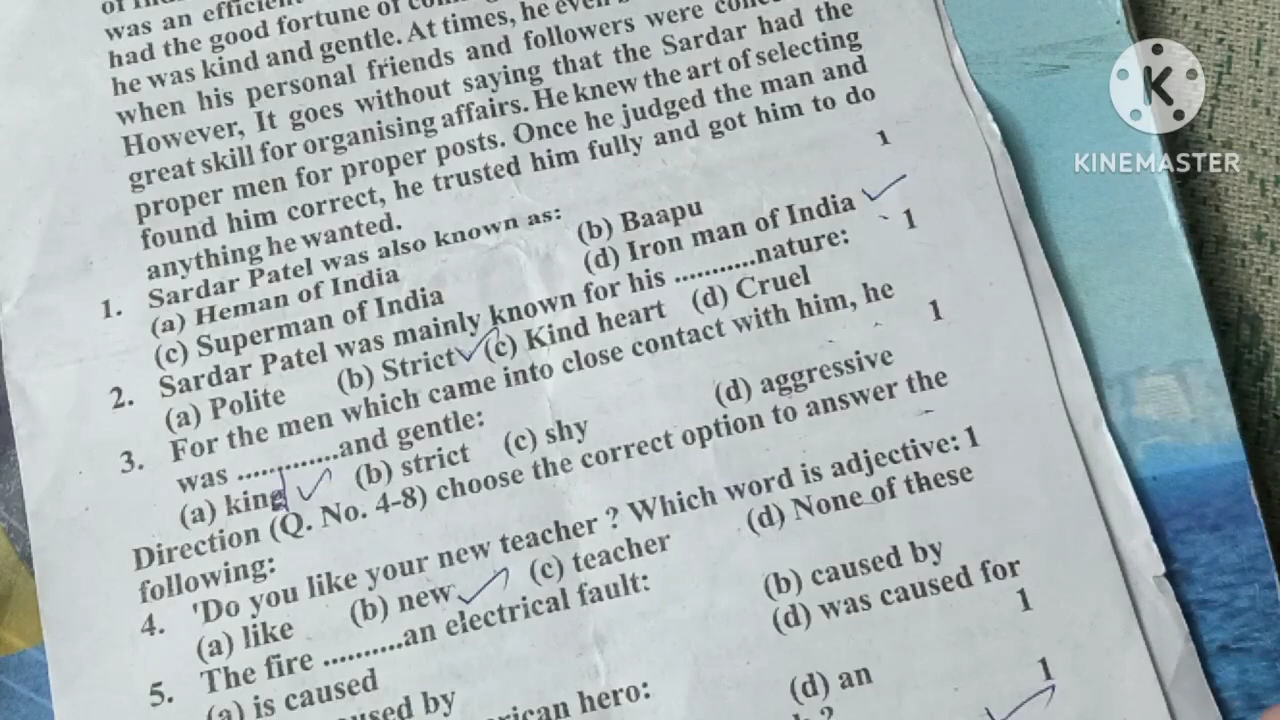 was an efficient
had the good fortune of
he was kind and gentle. At times, he even
when his personal friends and followers were
However, It goes without saying that the Sardar had the
great skill for organising affairs. He knew the art of selecting
proper men for proper posts. Once he judged the man and
found him correct, he trusted him fully and got him to do
anything he wanted. 1
1. Sardar Patel was also known as:
(a) Heman of India (b) Baapu
(c) Superman of India (d) Iron man of India
2. Sardar Patel was mainly known for his ...........nature: 1
(a) Polite (b) Strict (c) Kind heart (d) Cruel
3. For the men which came into close contact with him, he
was .............and gentle: 1
(a) kind (b) strict (c) shy (d) aggressive
Direction (Q. No. 4-8) choose the correct option to answer the
following:
4. 'Do you like your new teacher ? Which word is adjective: 1
(a) like (b) new (c) teacher (d) None of these
5. The fire ..........an electrical fault:
(a) is caused (b) caused by
used by (d) was caused for
rican hero: 1
(d) an
1
K
KINEMASTER